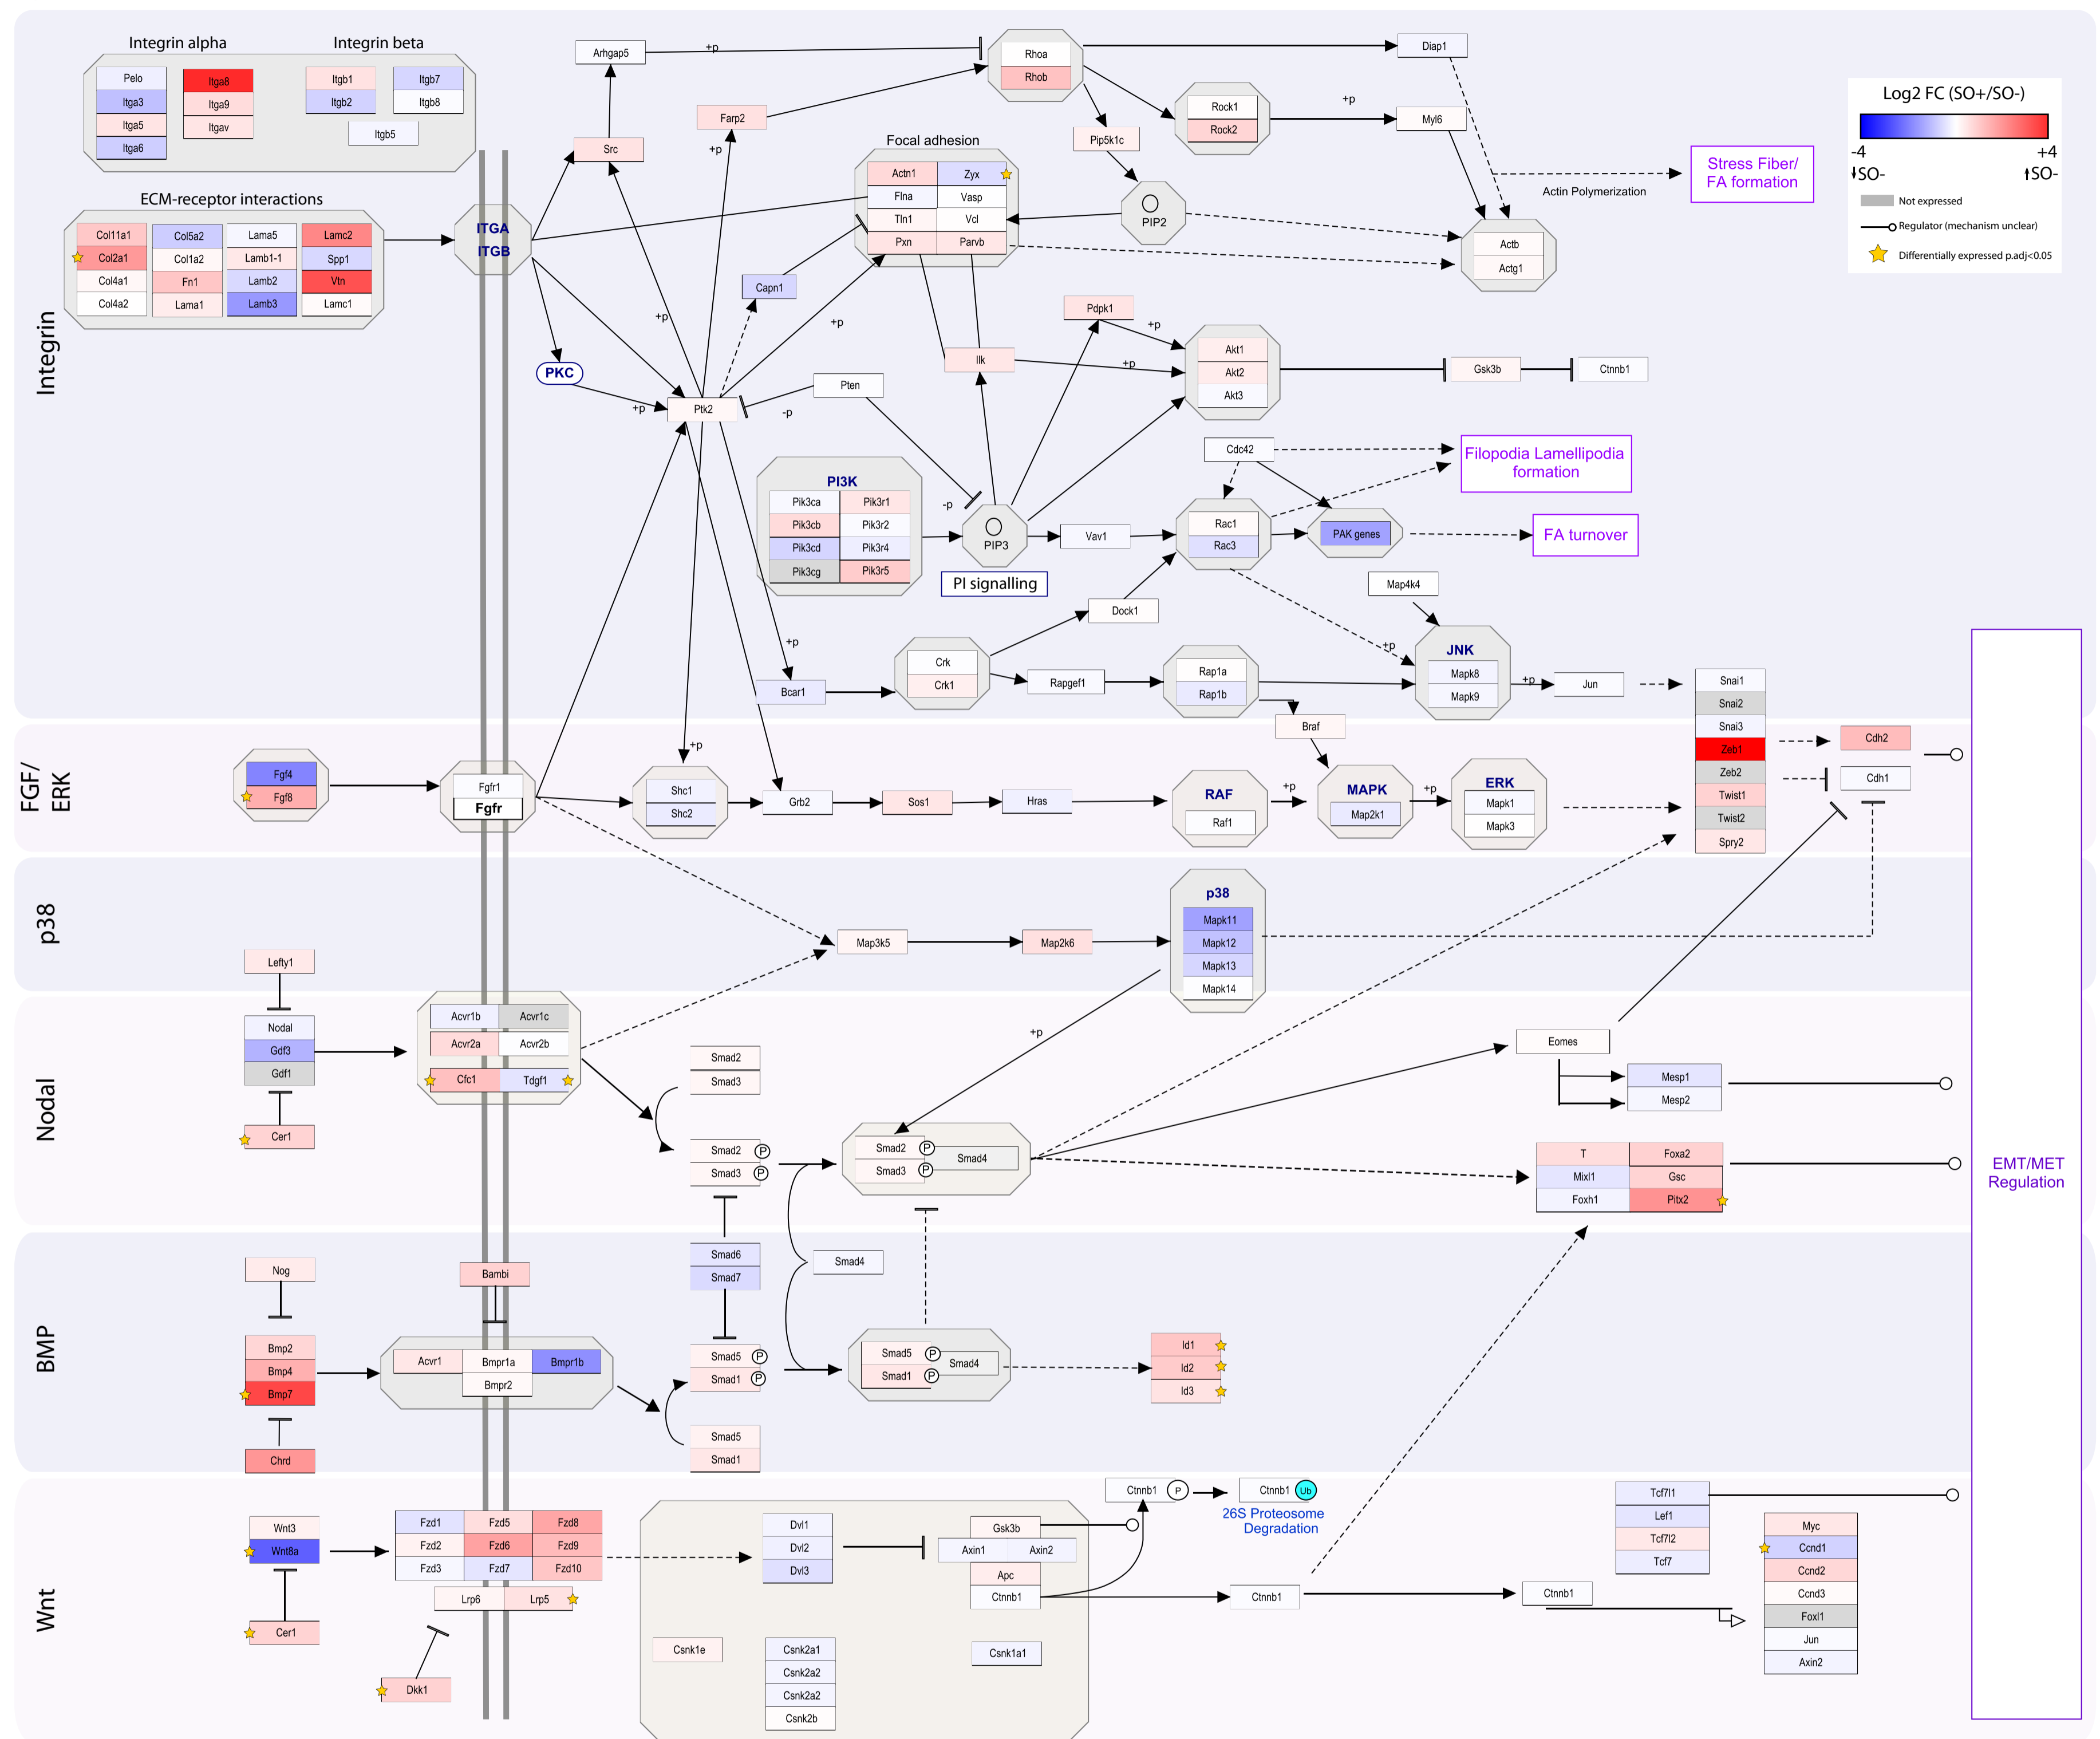 Integrin alpha
Integrin beta
Pelo
Itga3
Itga5
Itga6
Itga8
Itga9
Itgav
Itgb1
Itgb2
Itgb7
Itgb8
Itgb5
ECM-receptor interactions
Col11a1
Col2a1
Col4a1
Col4a2
Col5a2
Col1a2
Fn1
Lama1
Lama5
Lamb1-1
Lamb2
Lamb3
Lamc2
Spp1
Vtn
Lamc1
ITGA
ITGB
Integrin
Arhgap5
+p
Src
Farp2
+p
Rhoa
Rhob
Diap1
Rock1
Rock2
+p
Myl6
Pip5k1c
PIP2
Focal adhesion
Actn1
Zyx
Flna
Vasp
Tln1
Vcl
Pxn
Parvb
Capn1
+p
+p
Actin Polymerization
Stress Fiber/
FA formation
Actb
Actg1
Log2 FC (SO+/SO-)
-4
+4
↓SO-
↑SO-
Not expressed
Regulator (mechanism unclear)
Differentially expressed p.adj<0.05
PKC
+p
Ptk2
Pten
-p
-p
Ilk
Pdpk1
+p
+p
Akt1
Akt2
Akt3
Gsk3b
Ctnnb1
PI3K
Pik3ca
Pik3r1
Pik3cb
Pik3r2
Pik3cd
Pik3r4
Pik3cg
Pik3r5
PIP3
PI signalling
Vav1
Cdc42
Rac1
Rac3
PAK genes
Filopodia Lamellipodia
formation
FA turnover
Dock1
Map4k4
+p
Bcar1
Crk
Crk1
Rapgef1
Rap1a
Rap1b
+p
JNK
Mapk8
Mapk9
+p
Jun
Braf
Snai1
Snai2
Snai3
Zeb1
Zeb2
Twist1
Twist2
Spry2
Cdh2
Cdh1
FGF/
ERK
Fgf4
Fgf8
Fgfr1
Fgfr
+p
Shc1
Shc2
Grb2
Sos1
Hras
RAF
Raf1
+p
MAPK
Map2k1
+p
ERK
Mapk1
Mapk3
p38
Map3k5
Map2k6
p38
Mapk11
Mapk12
Mapk13
Mapk14
+p
Nodal
Lefty1
Nodal
Gdf3
Gdf1
Cer1
Acvr1b
Acvr1c
Acvr2a
Acvr2b
Cfc1
Tdgf1
Smad2
Smad3
Smad2
P
Smad3
P
Smad2
P
Smad3
P
Smad4
Eomes
Mesp1
Mesp2
T
Foxa2
Mixl1
Gsc
Foxh1
Pitx2
EMT/MET
Regulation
BMP
Nog
Bmp2
Bmp4
Bmp7
Chrd
Bambi
Acvr1
Bmpr1a
Bmpr1b
Bmpr2
Smad6
Smad7
Smad4
Smad5
P
Smad1
P
Smad5
Smad1
Smad5
P
Smad1
P
Smad4
Id1
Id2
Id3
Wnt
Wnt3
Wnt8a
Cer1
Dkk1
Fzd1
Fzd5
Fzd8
Fzd2
Fzd6
Fzd9
Fzd3
Fzd7
Fzd10
Lrp6
Lrp5
Dvl1
Dvl2
Dvl3
Csnk1e
Csnk2a1
Csnk2a2
Csnk2a2
Csnk2b
Gsk3b
Axin1
Axin2
Apc
Ctnnb1
Csnk1a1
Ctnnb1
P
Ctnnb1
Ub
26S Proteosome
Degradation
Ctnnb1
Ctnnb1
Tcf7l1
Lef1
Tcf7l2
Tcf7
Myc
Ccnd1
Ccnd2
Ccnd3
Foxl1
Jun
Axin2